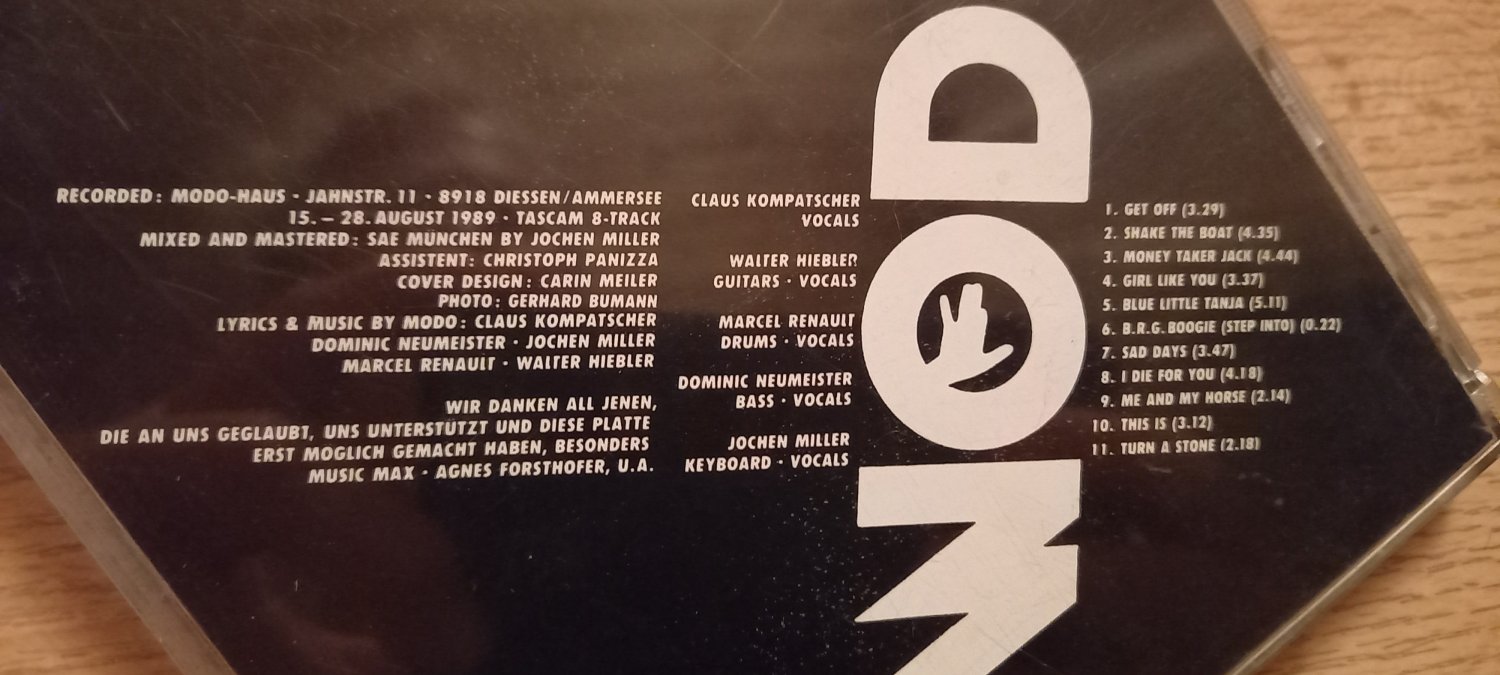 RECORDED: MODO-HAUS · JAHNSTR. 11 · 8918 DIESSEN/AMMERSEE
15. – 28. AUGUST 1989 · TASCAM 8-TRACK
MIXED AND MASTERED: SAE MÜNCHEN BY JOCHEN MILLER
ASSISTENT: CHRISTOPH PANIZZA
COVER DESIGN: CARIN MEILER
PHOTO: GERHARD BUMANN
LYRICS & MUSIC BY MODO: CLAUS KOMPATSCHER
DOMINIC NEUMEISTER · JOCHEN MILLER
MARCEL RENAULT · WALTER HIEBLER
WIR DANKEN ALL JENEN,
DIE AN UNS GEGLAUBT, UNS UNTERSTÜTZT UND DIESE PLATTE
ERST MÖGLICH GEMACHT HABEN, BESONDERS
MUSIC MAX · AGNES FORSTHOFER, U.A.
CLAUS KOMPATSCHER
VOCALS
WALTER HIEBLER
GUITARS · VOCALS
MARCEL RENAULT
DRUMS · VOCALS
DOMINIC NEUMEISTER
BASS · VOCALS
JOCHEN MILLER
KEYBOARD · VOCALS
MOD
1. GET OFF (3.29)
2. SHAKE THE BOAT (4.35)
3. MONEY TAKER JACK (4.44)
4. GIRL LIKE YOU (3.37)
5. BLUE LITTLE TANJA (5.11)
6. B.R.G. BOOGIE (STEP INTO) (0.22)
7. SAD DAYS (3.47)
8. I DIE FOR YOU (4.18)
9. ME AND MY HORSE (2.14)
10. THIS IS (3.12)
11. TURN A STONE (2.18)